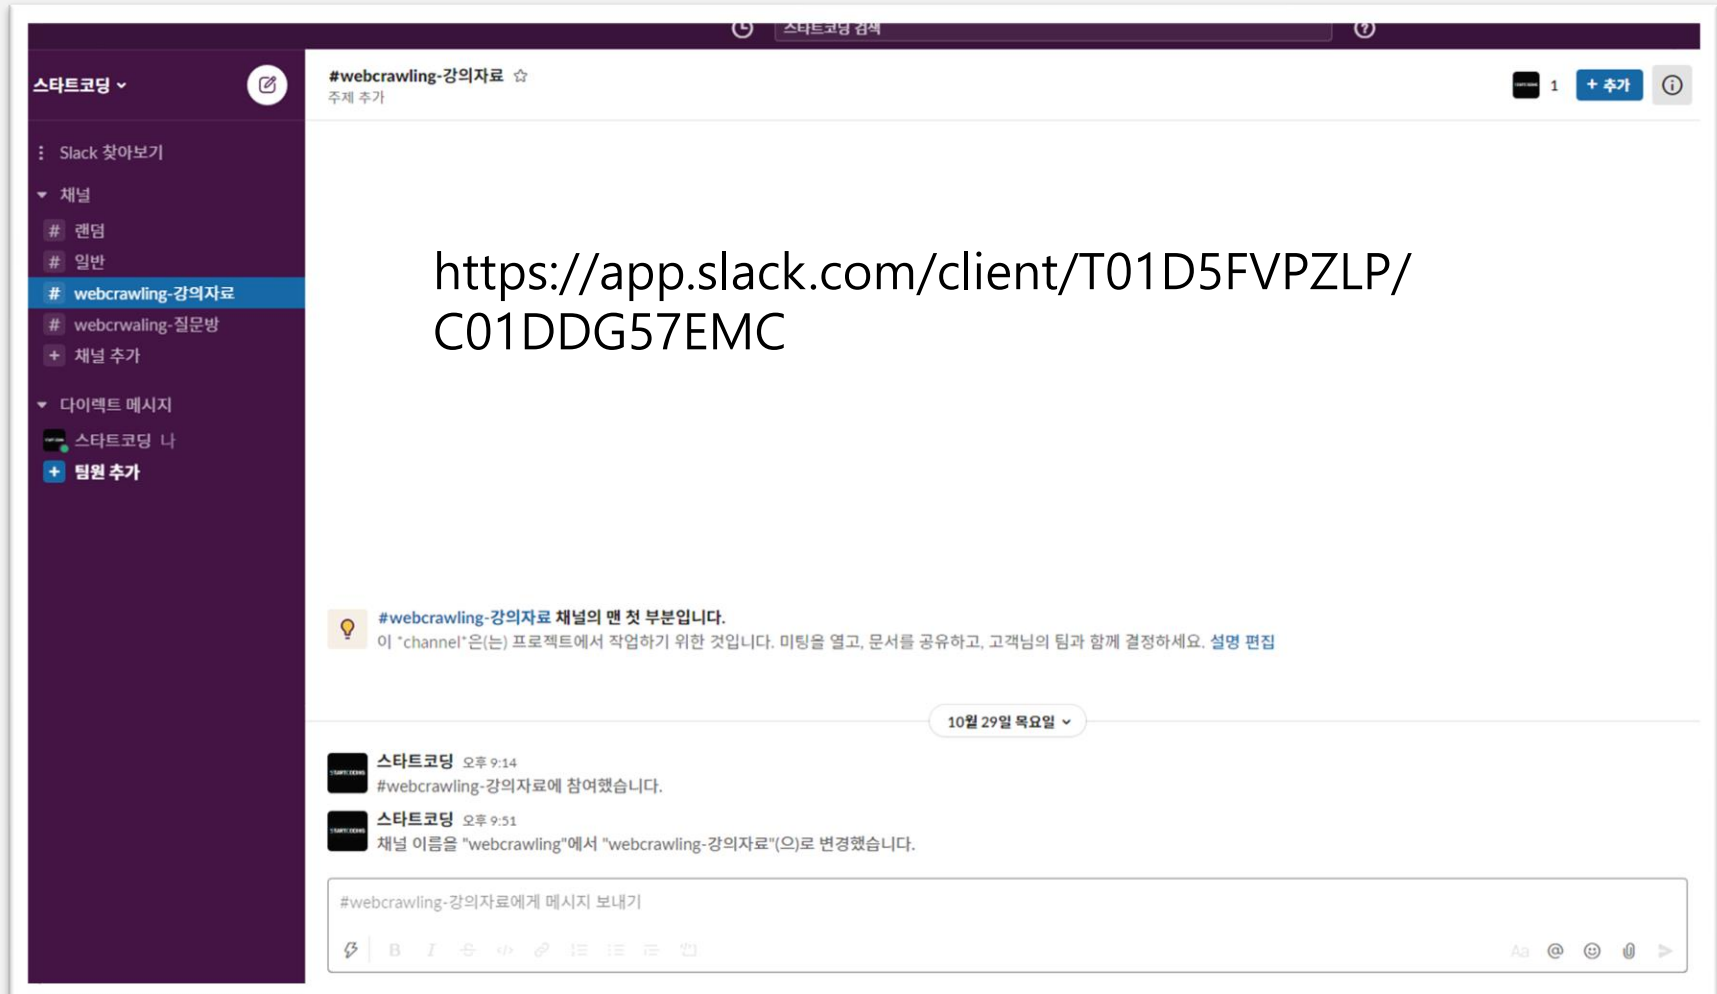 스타트코딩 검색
스타트코딩
#webcrawling-강의자료
주제 추가
1
+ 추가
Slack 찾아보기
채널
# 랜덤
# 일반
# webcrawling-강의자료
# webcrwaling-질문방
+ 채널 추가
다이렉트 메시지
스타트코딩 나
+ 팀원 추가
https://app.slack.com/client/T01D5FVPZLP/
C01DDG57EMC
#webcrawling-강의자료 채널의 맨 첫 부분입니다.
이 "channel"은(는) 프로젝트에서 작업하기 위한 것입니다. 미팅을 열고, 문서를 공유하고, 고객님의 팀과 함께 결정하세요. 설명 편집
10월 29일 목요일
스타트코딩 오후 9:14
#webcrawling-강의자료에 참여했습니다.
스타트코딩 오후 9:51
채널 이름을 "webcrawling"에서 "webcrawling-강의자료"(으)로 변경했습니다.
#webcrawling-강의자료에게 메시지 보내기
B I S
Aa @